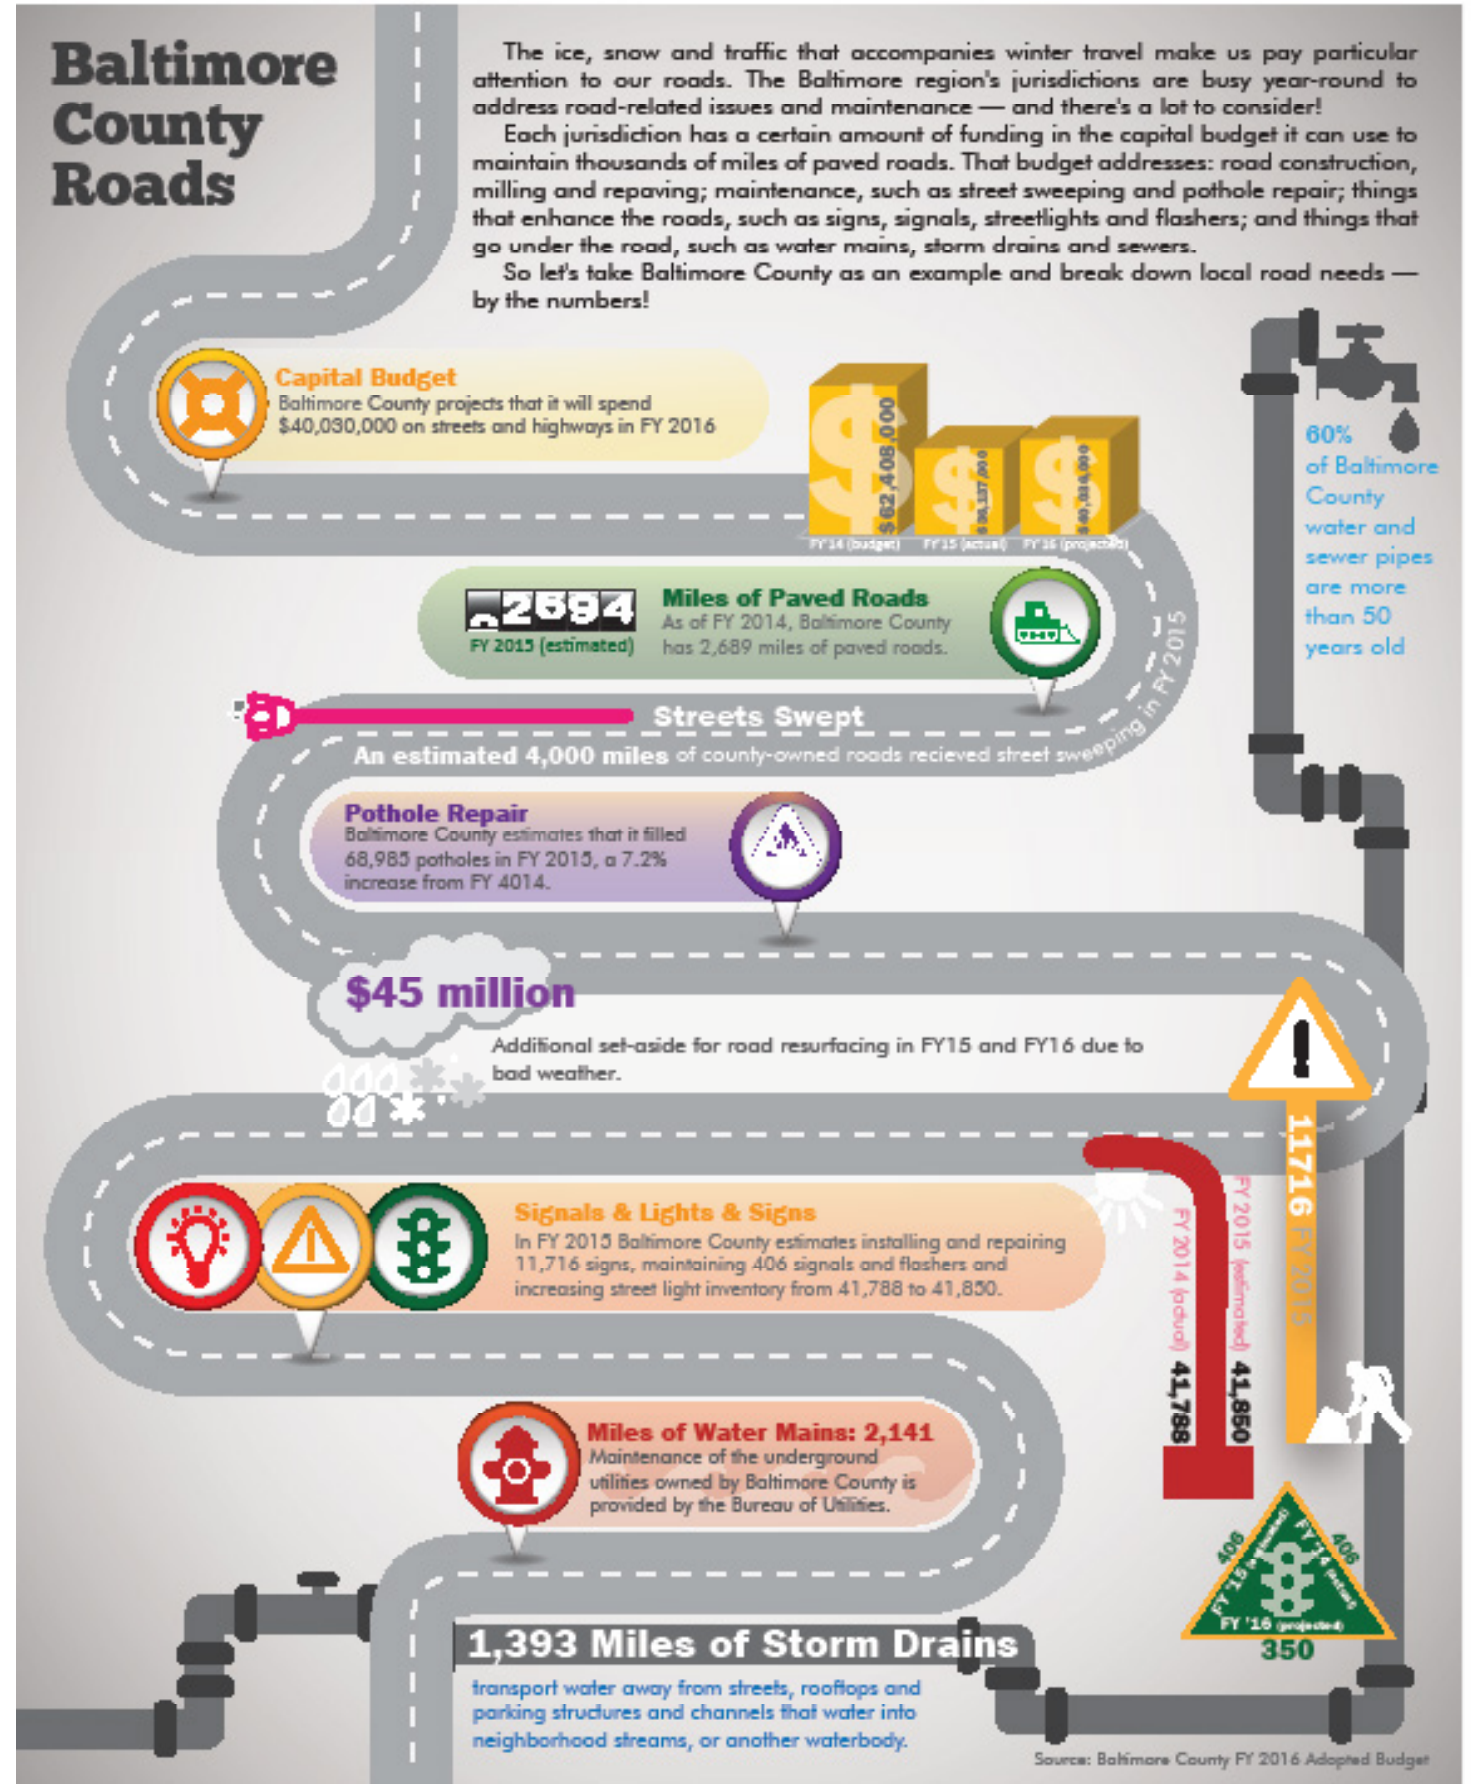 Baltimore
County
Roads
The ice, snow and traffic that accompanies winter travel make us pay particular
attention to our roads. The Baltimore region's jurisdictions are busy year-round to
address road-related issues and maintenance — and there's a lot to consider!
Each jurisdiction has a certain amount of funding in the capital budget it can use to
maintain thousands of miles of paved roads. That budget addresses: road construction,
milling and repaving; maintenance, such as street sweeping and pothole repair; things
that enhance the roads, such as signs, signals, streetlights and flashers; and things that
go under the road, such as water mains, storm drains and sewers.
So let's take Baltimore County as an example and break down local road needs —
by the numbers!
Capital Budget
Baltimore County projects that it will spend
$40,030,000 on streets and highways in FY 2016
$62,408,000
$40,030,000
FY'14 (budget) FY'15 (actual) FY'16 (projected)
60%
of Baltimore
County
water and
sewer pipes
are more
than 50
years old
2694
FY 2015 (estimated)
Miles of Paved Roads
As of FY 2014, Baltimore County
has 2,689 miles of paved roads.
Streets Swept
An estimated 4,000 miles of county-owned roads recieved street sweeping in FY 2015
Pothole Repair
Baltimore County estimates that it filled
68,985 potholes in FY 2015, a 7.2%
increase from FY 4014.
$45 million
Additional set-aside for road resurfacing in FY15 and FY16 due to
bad weather.
11716 FY2015
Signals & Lights & Signs
In FY 2015 Baltimore County estimates installing and repairing
11,716 signs, maintaining 406 signals and flashers and
increasing street light inventory from 41,788 to 41,850.
FY 2014 (actual) 41,788
FY 2015 (estimated) 41,850
Miles of Water Mains: 2,141
Maintenance of the underground
utilities owned by Baltimore County is
provided by the Bureau of Utilities.
406
FY '15
406
FY '14 (actual)
FY '16 (projected)
350
1,393 Miles of Storm Drains
transport water away from streets, rooftops and
parking structures and channels that water into
neighborhood streams, or another waterbody.
Source: Baltimore County FY 2016 Adopted Budget